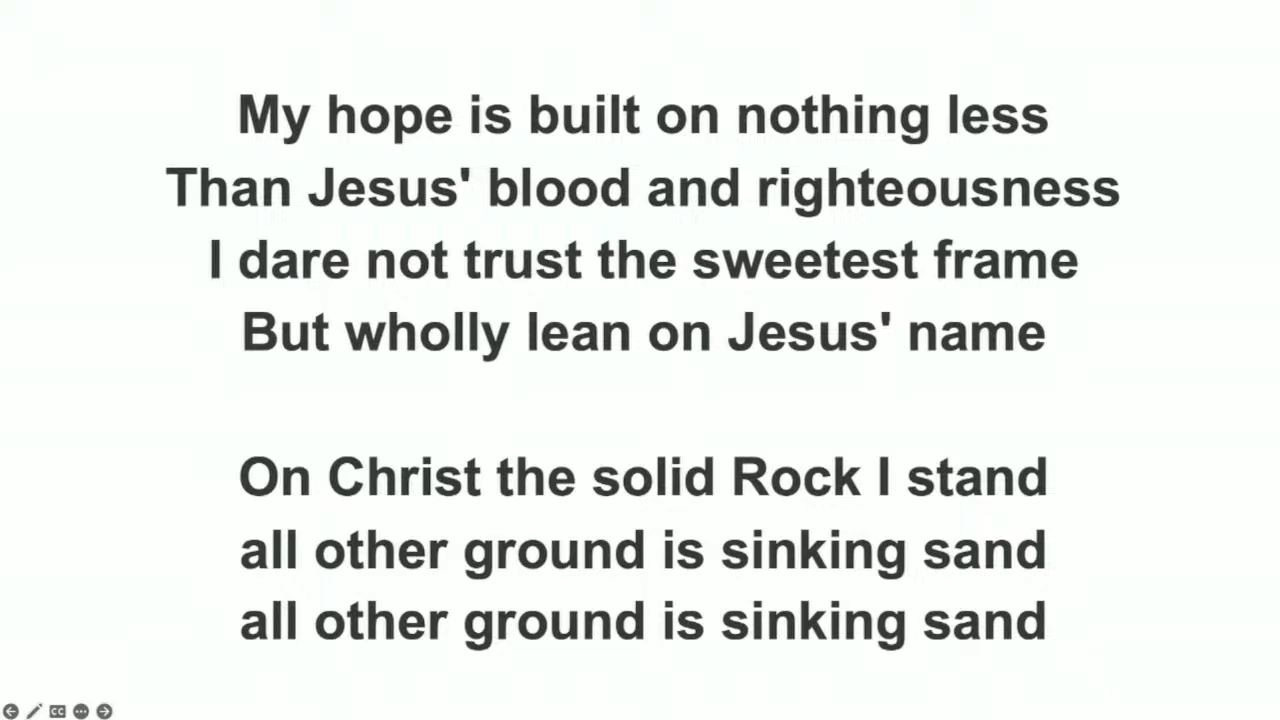 My hope is built on nothing less
Than Jesus' blood and righteousness
I dare not trust the sweetest frame
But wholly lean on Jesus' name
On Christ the solid Rock I stand
all other ground is sinking sand
all other ground is sinking sand
CC